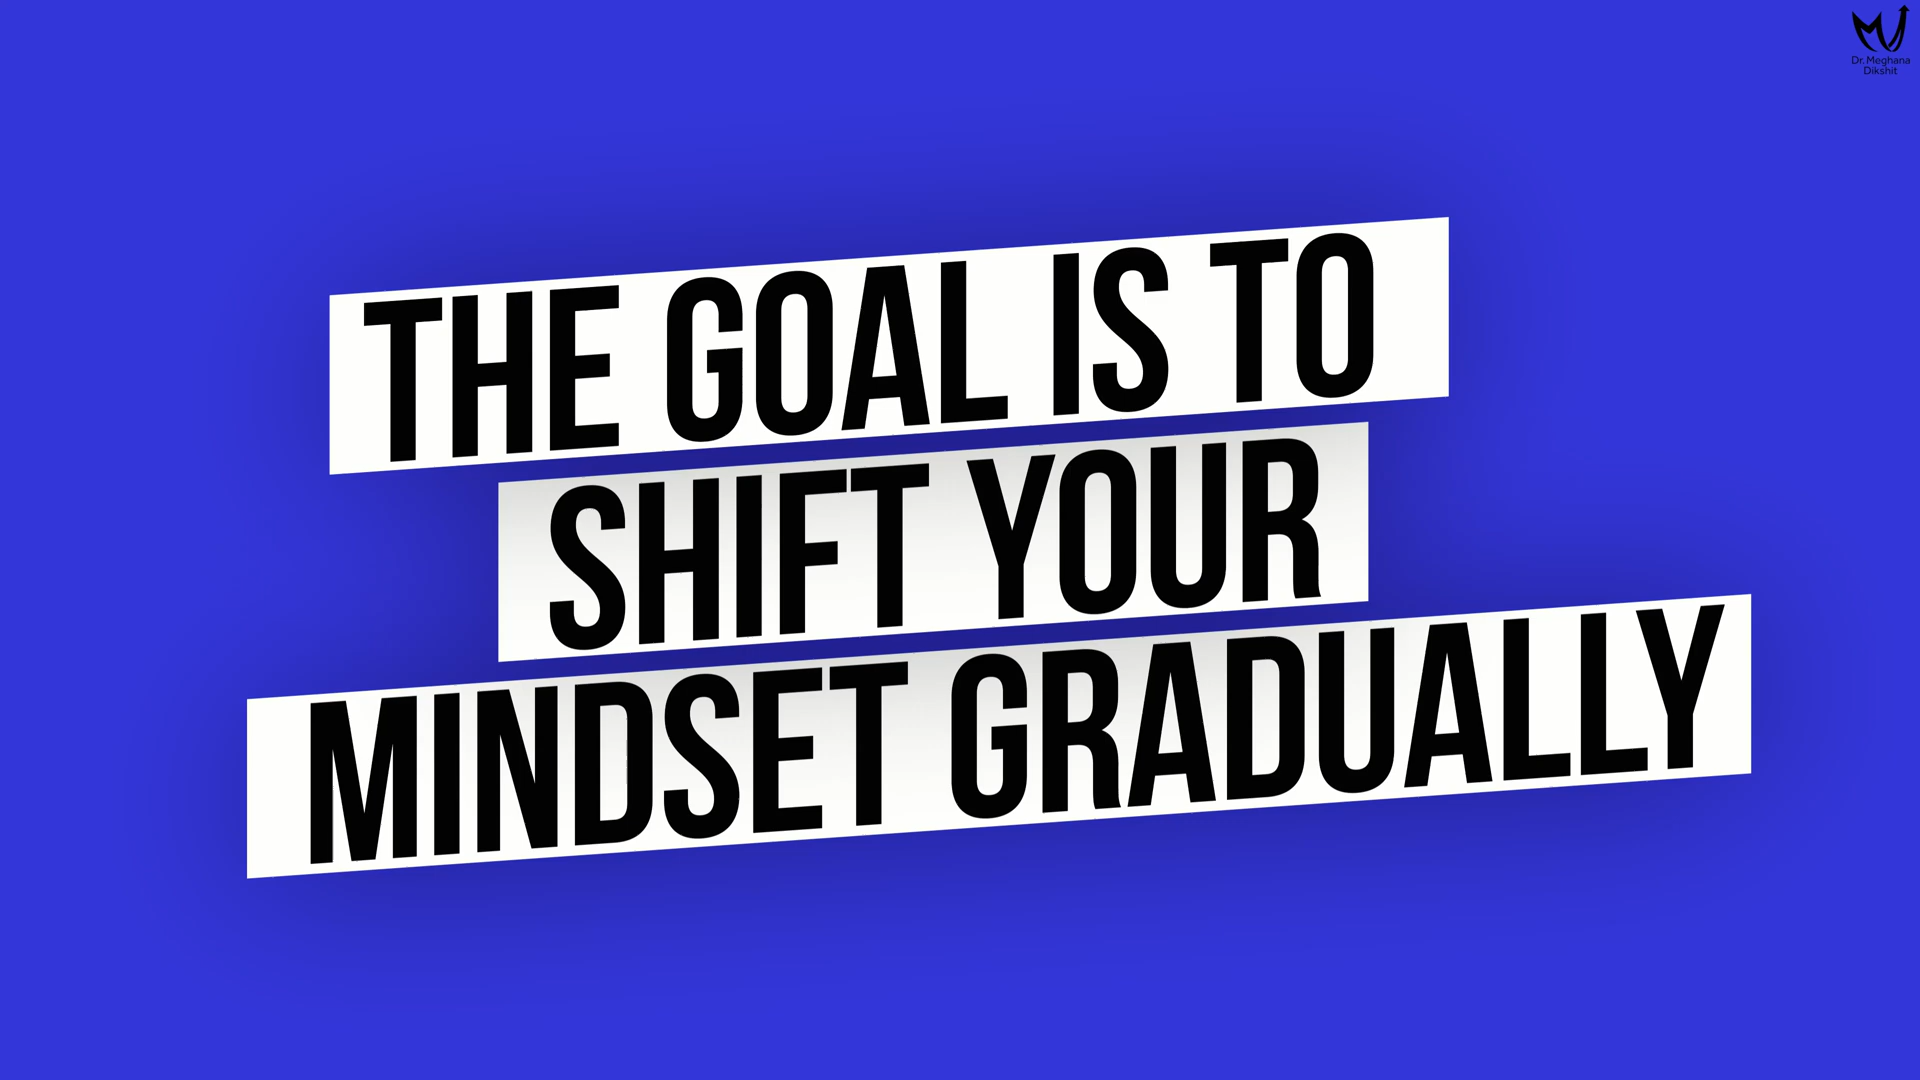 Dr. Meghana
Dikshit
THE GOAL IS TO
SHIFT YOUR
MINDSET GRADUALLY